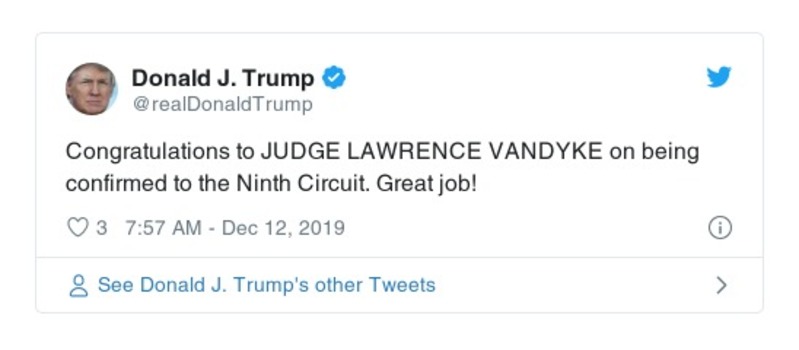 Donald J. Trump
@realDonaldTrump
Congratulations to JUDGE LAWRENCE VANDYKE on being
confirmed to the Ninth Circuit. Great job!
3 7:57 AM - Dec 12, 2019
See Donald J. Trump's other Tweets